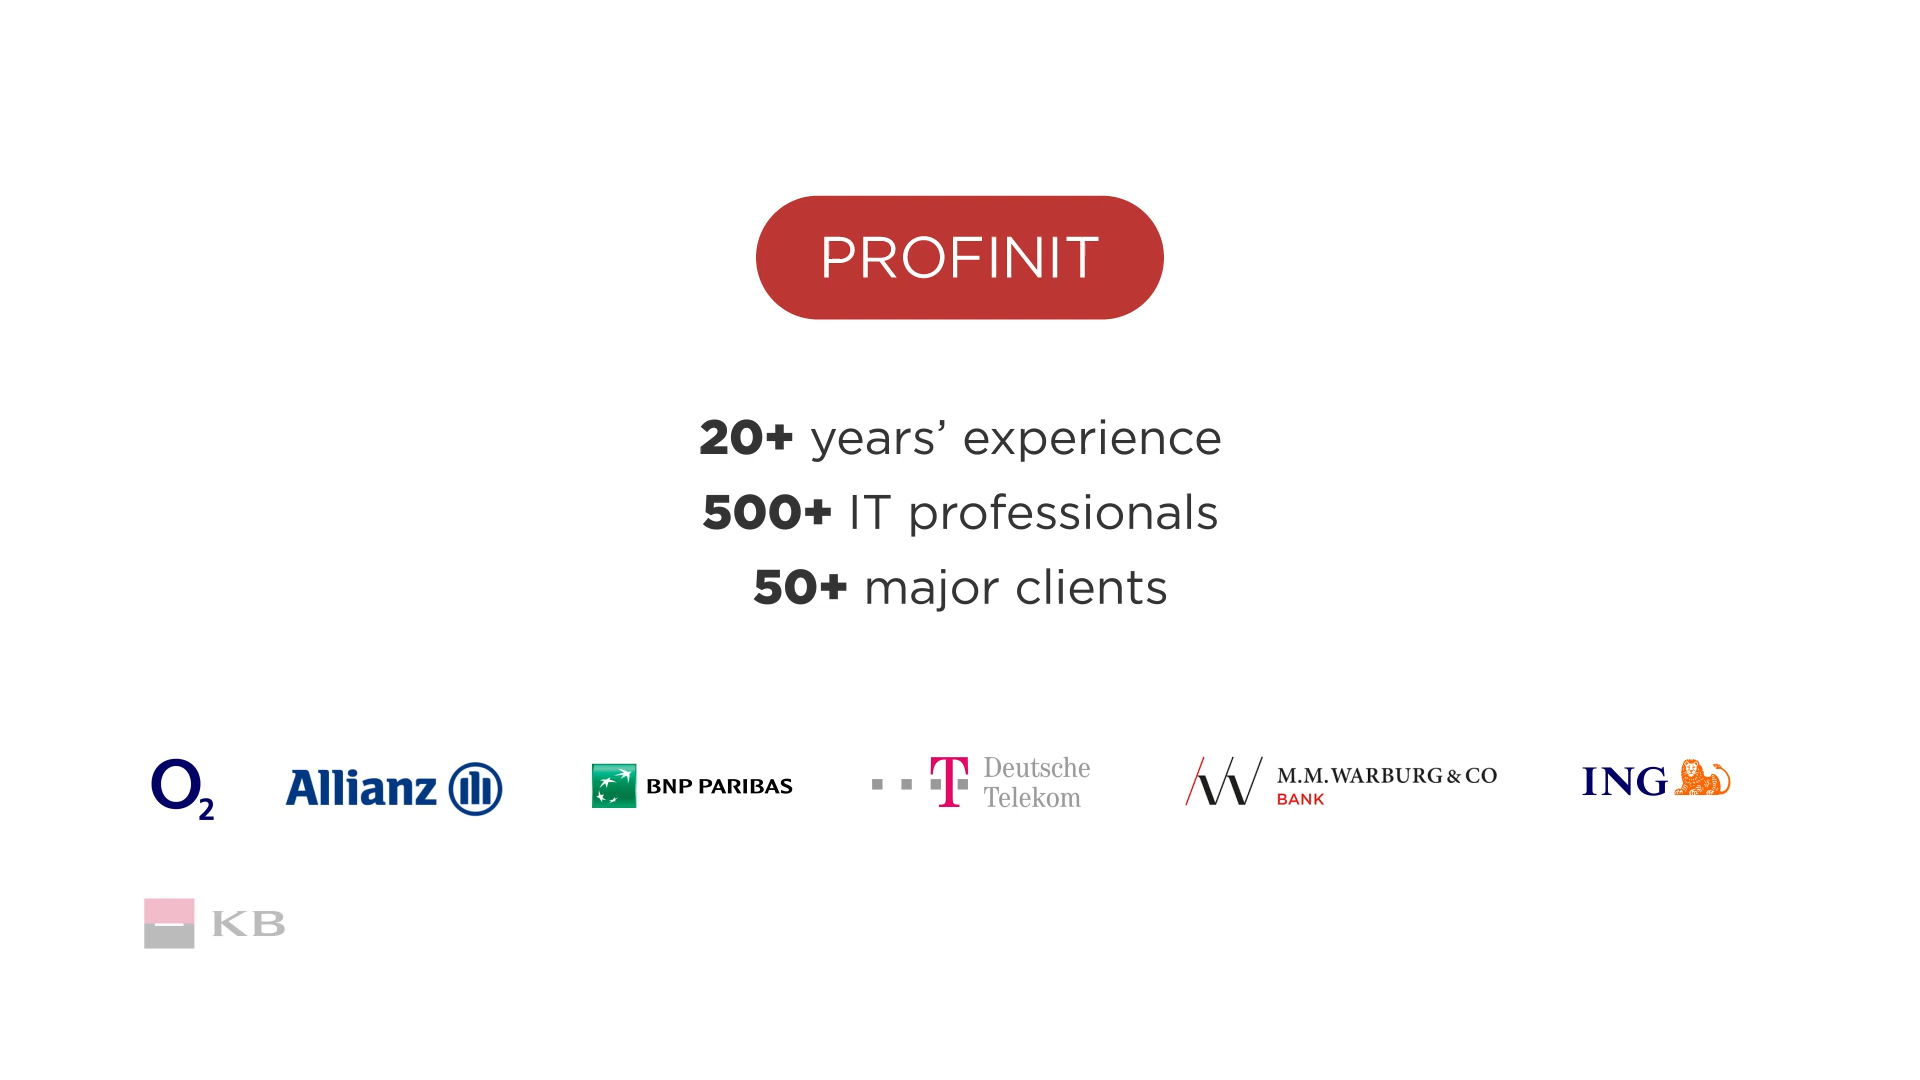 PROFINIT
20+ years’ experience
500+ IT professionals
50+ major clients
O2
Allianz
BNP PARIBAS
T Deutsche
Telekom
M.M.WARBURG & CO
BANK
ING
KB